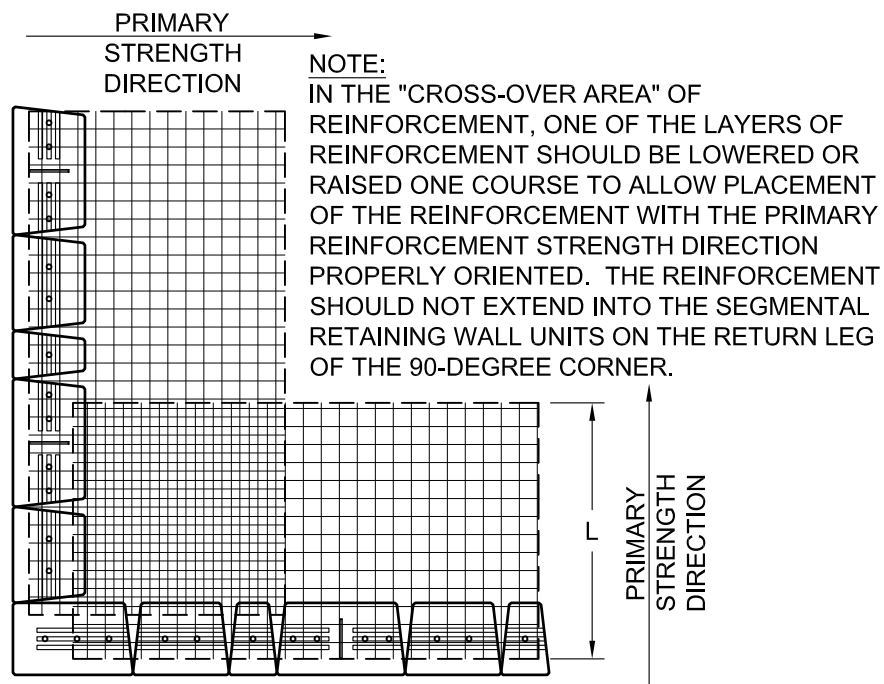 PRIMARY
STRENGTH
DIRECTION
NOTE:
IN THE "CROSS-OVER AREA" OF
REINFORCEMENT, ONE OF THE LAYERS OF
REINFORCEMENT SHOULD BE LOWERED OR
RAISED ONE COURSE TO ALLOW PLACEMENT
OF THE REINFORCEMENT WITH THE PRIMARY
REINFORCEMENT STRENGTH DIRECTION
PROPERLY ORIENTED. THE REINFORCEMENT
SHOULD NOT EXTEND INTO THE SEGMENTAL
RETAINING WALL UNITS ON THE RETURN LEG
OF THE 90-DEGREE CORNER.
L
PRIMARY
STRENGTH
DIRECTION